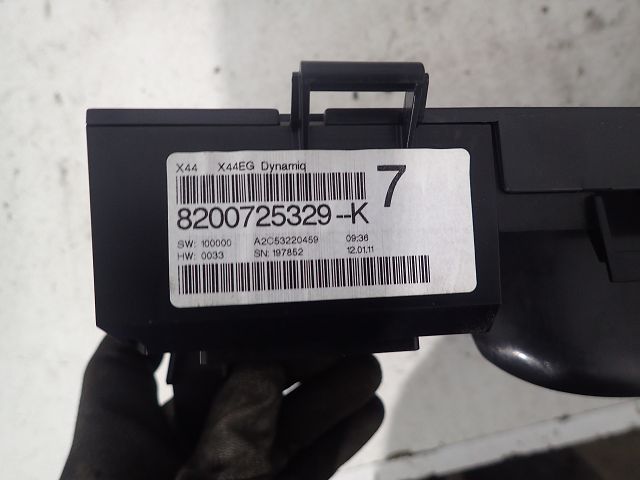 X44 X44EG Dynamiq
7
8200725329--K
SW: 100000 A2C53220459 09:36
HW: 0033 SN: 197852 12.01.11